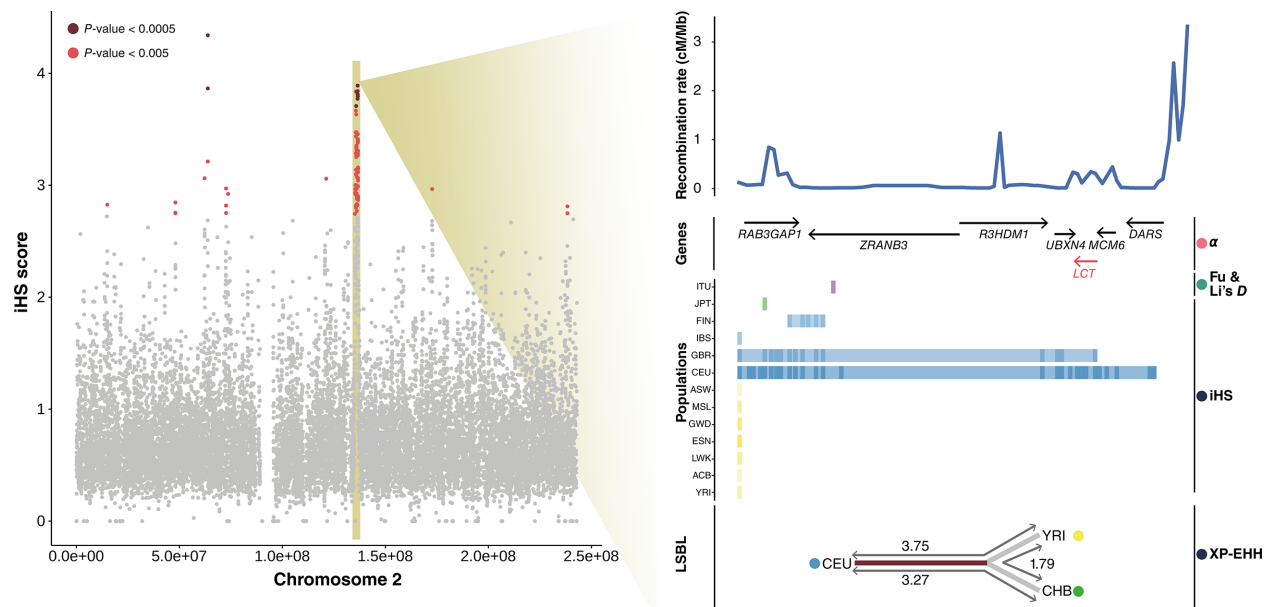 P-value < 0.0005
P-value < 0.005
iHS score
4
3
2
1
0
0.0e+00 5.0e+07 1.0e+08 1.5e+08 2.0e+08 2.5e+08
Chromosome 2
Recombination rate (cM/Mb)
3
2
1
0
Genes
RAB3GAP1
ZRANB3
R3HDM1
UBXN4 MCM6
DARS
LCT
α
Fu &
Li's D
iHS
XP-EHH
Populations
ITU
JPT
FIN
IBS
GBR
CEU
ASW
MSL
GWD
ESN
LWK
ACB
YRI
LSBL
CEU
3.75
3.27
1.79
YRI
CHB